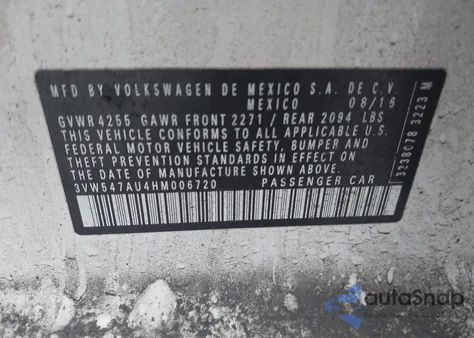 MFD BY VOLKSWAGEN DE MEXICO S.A. DE C.V.
MEXICO 08/16
GVWR 4255 GAWR FRONT 2271 / REAR 2094 LBS
THIS VEHICLE CONFORMS TO ALL APPLICABLE U.S.
FEDERAL MOTOR VEHICLE SAFETY, BUMPER AND
THEFT PREVENTION STANDARDS IN EFFECT ON THE
DATE OF MANUFACTURE SHOWN ABOVE.
3VW547AU4HM006720 PASSENGER CAR
3238C78 3223 M
autoSnap